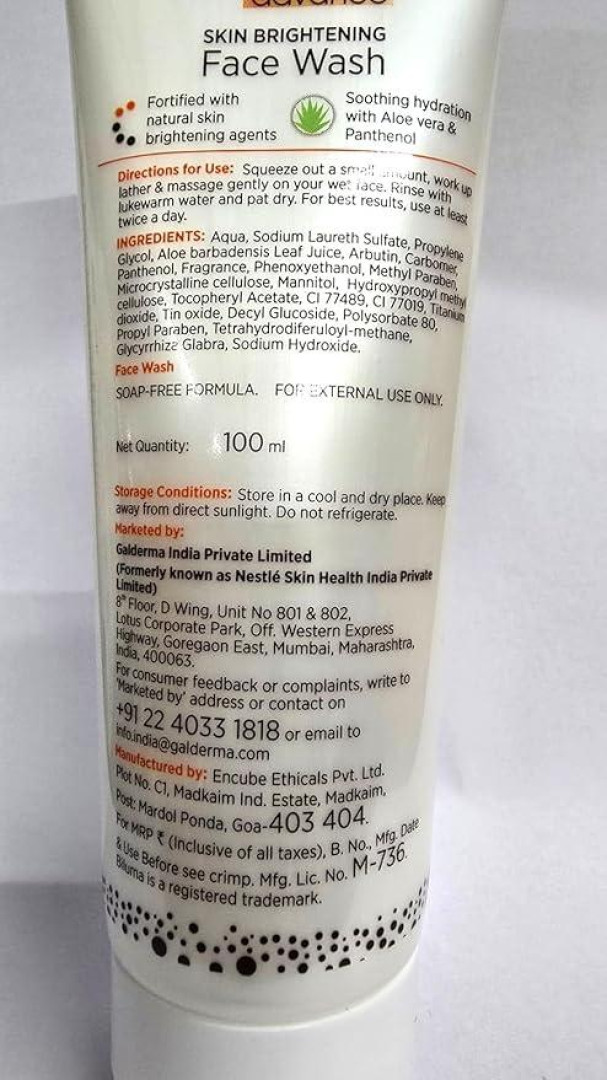 advance
SKIN BRIGHTENING
Face Wash
Fortified with
natural skin
brightening agents
Soothing hydration
with Aloe vera &
Panthenol
Directions for Use: Squeeze out a small amount, work up
lather & massage gently on your wet face. Rinse with
lukewarm water and pat dry. For best results, use at least
twice a day.
INGREDIENTS: Aqua, Sodium Laureth Sulfate, Propylene
Glycol, Aloe barbadensis Leaf Juice, Arbutin, Carbomer,
Panthenol, Fragrance, Phenoxyethanol, Methyl Paraben,
Microcrystalline cellulose, Mannitol, Hydroxypropyl methyl
cellulose, Tocopheryl Acetate, CI 77489, CI 77019, Titanium
dioxide, Tin oxide, Decyl Glucoside, Polysorbate 80,
Propyl Paraben, Tetrahydrodiferuloyl-methane,
Glycyrrhiza Glabra, Sodium Hydroxide.
Face Wash
SOAP-FREE FORMULA. FOR EXTERNAL USE ONLY.
Net Quantity: 100 ml
Storage Conditions: Store in a cool and dry place. Keep
away from direct sunlight. Do not refrigerate.
Marketed by:
Galderma India Private Limited
(Formerly known as Nestlé Skin Health India Private
Limited)
8th Floor, D Wing, Unit No 801 & 802,
Lotus Corporate Park, Off. Western Express
Highway, Goregaon East, Mumbai, Maharashtra,
India, 400063.
For consumer feedback or complaints, write to
'Marketed by' address or contact on
+91 22 4033 1818 or email to
info.india@galderma.com
Manufactured by: Encube Ethicals Pvt. Ltd.
Plot No. C1, Madkaim Ind. Estate, Madkaim,
Post: Mardol Ponda, Goa-403 404.
For MRP ₹ (Inclusive of all taxes), B. No., Mfg. Date
& Use Before see crimp. Mfg. Lic. No. M-736.
Biluma is a registered trademark.